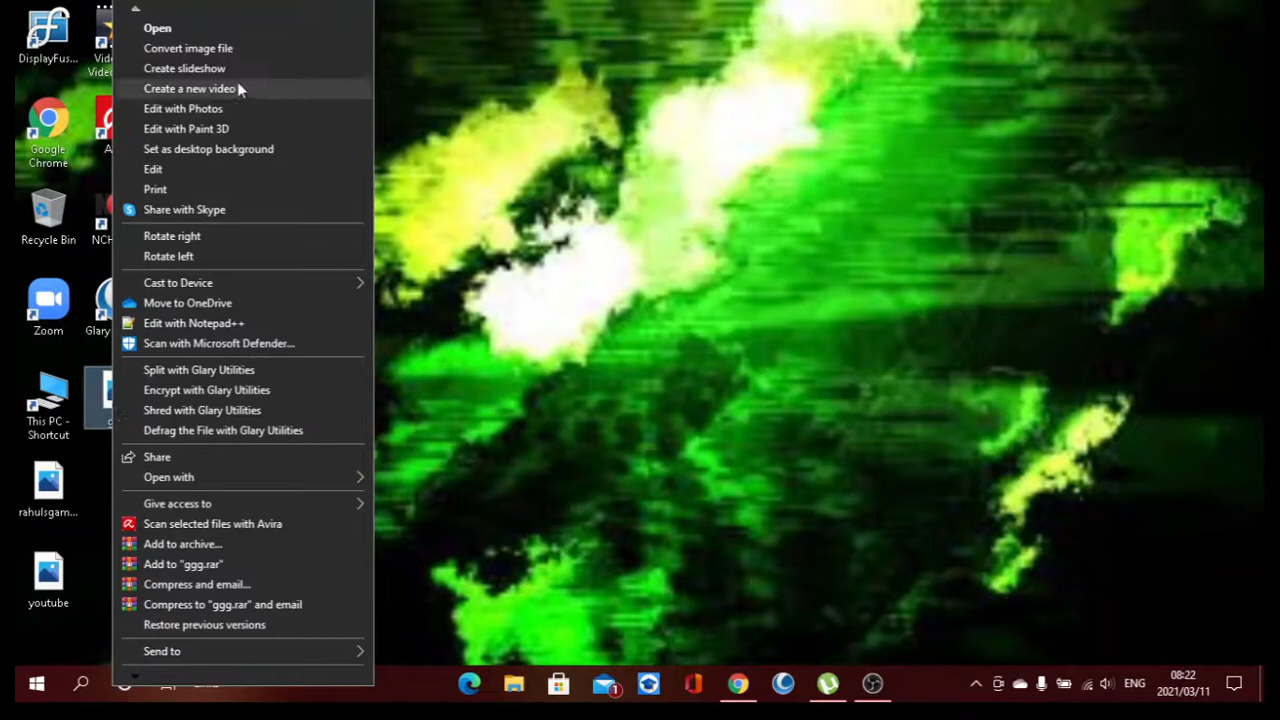 Open
Convert image file
Create slideshow
Create a new video
Edit with Photos
Edit with Paint 3D
Set as desktop background
Edit
Print
Share with Skype
Rotate right
Rotate left
Cast to Device
Move to OneDrive
Edit with Notepad++
Scan with Microsoft Defender...
Split with Glary Utilities
Encrypt with Glary Utilities
Shred with Glary Utilities
Defrag the File with Glary Utilities
Share
Open with
Give access to
Scan selected files with Avira
Add to archive...
Add to "ggg.rar"
Compress and email...
Compress to "ggg.rar" and email
Restore previous versions
Send to
DisplayFus...
Google
Chrome
Recycle Bin
NCH
Zoom
Glary
This PC -
Shortcut
rahulsgam...
youtube
1
ENG
08:22
2021/03/11